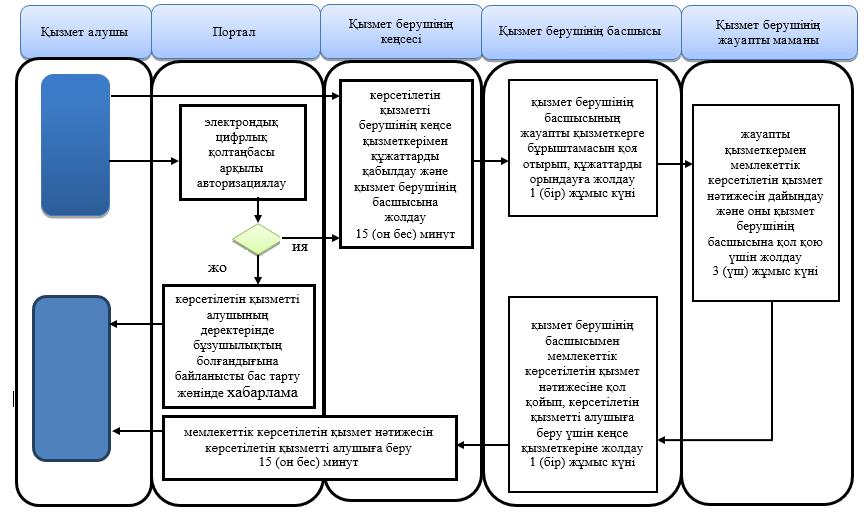 Қызмет алушы
Портал
Қызмет берушінің
кеңсесі
Қызмет берушінің басшысы
Қызмет берушінің
жауапты маманы
электрондық
цифрлық
қолтаңбасы
арқылы
авторизациялау
көрсетілетін
қызметті
берушінің кеңсе
қызметкерімен
құжаттарды
қабылдау және
қызмет берушінің
басшысына
жолдау
15 (он бес) минут
қызмет берушінің
басшысының
жауапты қызметкерге
бұрыштамасын қоя
отырып, құжаттарды
орындауға жолдау
1 (бір) жұмыс күні
жауапты
қызметкермен
мемлекеттік
көрсетілетін қызмет
нәтижесін дайындау
және оны қызмет
берушінің
басшысына қол қою
үшін жолдау
3 (үш) жұмыс күні
ия
жо
көрсетілетін қызметті
алушының
деректерінде
бұзушылықтың
болғандығына
байланысты бас тарту
жөнінде хабарлама
қызмет берушінің
басшысымен
мемлекеттік
көрсетілетін қызмет
нәтижесіне қол
қойып, көрсетілетін
қызметті алушыға
беру үшін кеңсе
қызметкеріне жолдау
1 (бір) жұмыс күні
мемлекеттік көрсетілетін қызмет нәтижесін
көрсетілетін қызметті алушыға беру
15 (он бес) минут